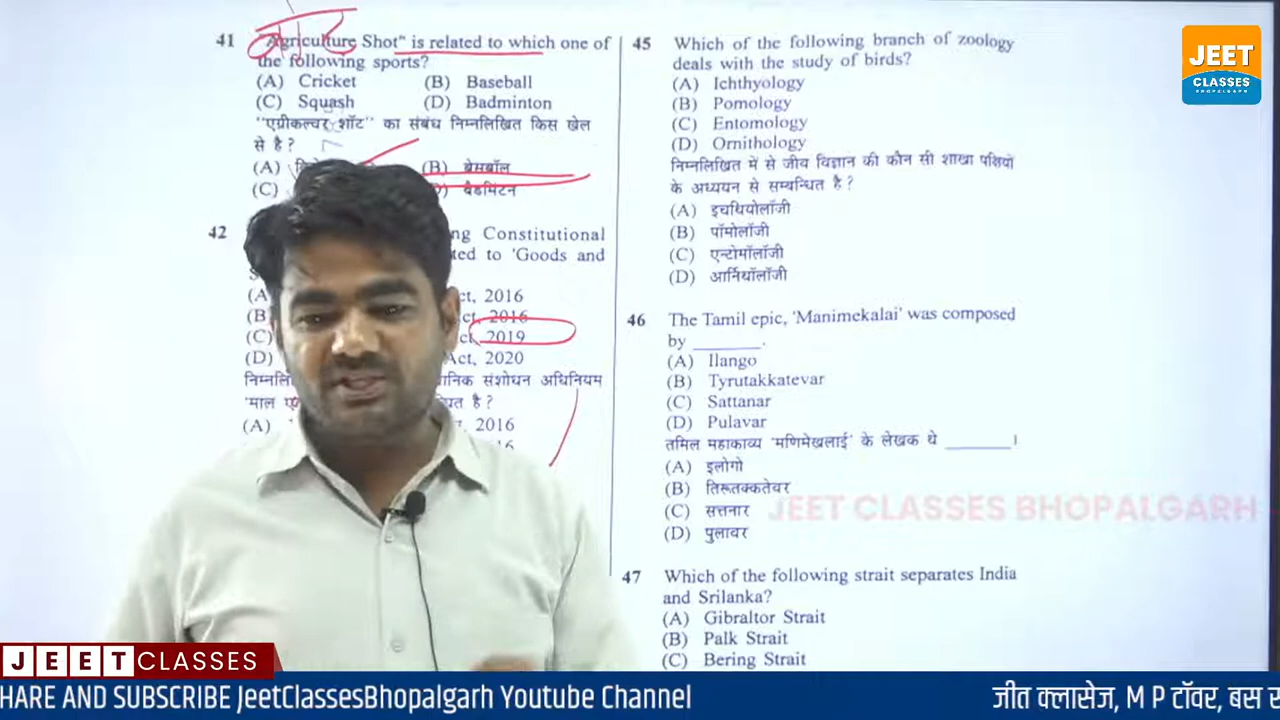 41 "Agriculture Shot" is related to which one of
the following sports?
(A) Cricket (B) Baseball
(C) Squash (D) Badminton
"एग्रीकल्चर शॉट" का संबंध निम्नलिखित किस खेल
से है ?
(A) (B) बेसबॉल
(C) बैडमिंटन
42 Constitutional
to 'Goods and
2016
(B) 2016
(C) 2019
(D) Act, 2020
संशोधन अधिनियम
'माल है ?
(A) 2016
45 Which of the following branch of zoology
deals with the study of birds?
(A) Ichthyology
(B) Pomology
(C) Entomology
(D) Ornithology
निम्नलिखित में से जीव विज्ञान की कौन सी शाखा पक्षियों
के अध्ययन से सम्बन्धित है ?
(A) इचथियोलॉजी
(B) पॉमोलॉजी
(C) एन्टोमॉलॉजी
(D) आर्निथॉलॉजी
46 The Tamil epic, 'Manimekalai' was composed
by ________.
(A) Ilango
(B) Tyrutakkatevar
(C) Sattanar
(D) Pulavar
तमिल महाकाव्य 'मणिमेखलाई' के लेखक थे ________।
(A) इलोगो
(B) तिरूतक्कतेवर
(C) सत्तनार
(D) पुलावर
47 Which of the following strait separates India
and Srilanka?
(A) Gibraltor Strait
(B) Palk Strait
(C) Bering Strait
JEET
CLASSES
BHOPALGARH
JEET CLASSES BHOPALGARH
JEET CLASSES
HARE AND SUBSCRIBE JeetClassesBhopalgarh Youtube Channel
जीत क्लासेज, M P टॉवर, बस